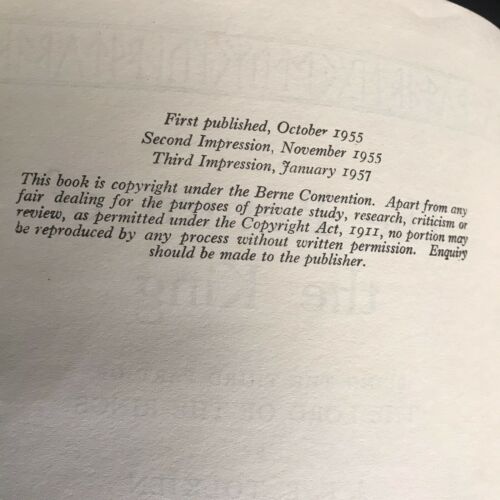 First published, October 1955
Second Impression, November 1955
Third Impression, January 1957
This book is copyright under the Berne Convention. Apart from any
fair dealing for the purposes of private study, research, criticism or
review, as permitted under the Copyright Act, 1911, no portion may
be reproduced by any process without written permission. Enquiry
should be made to the publisher.